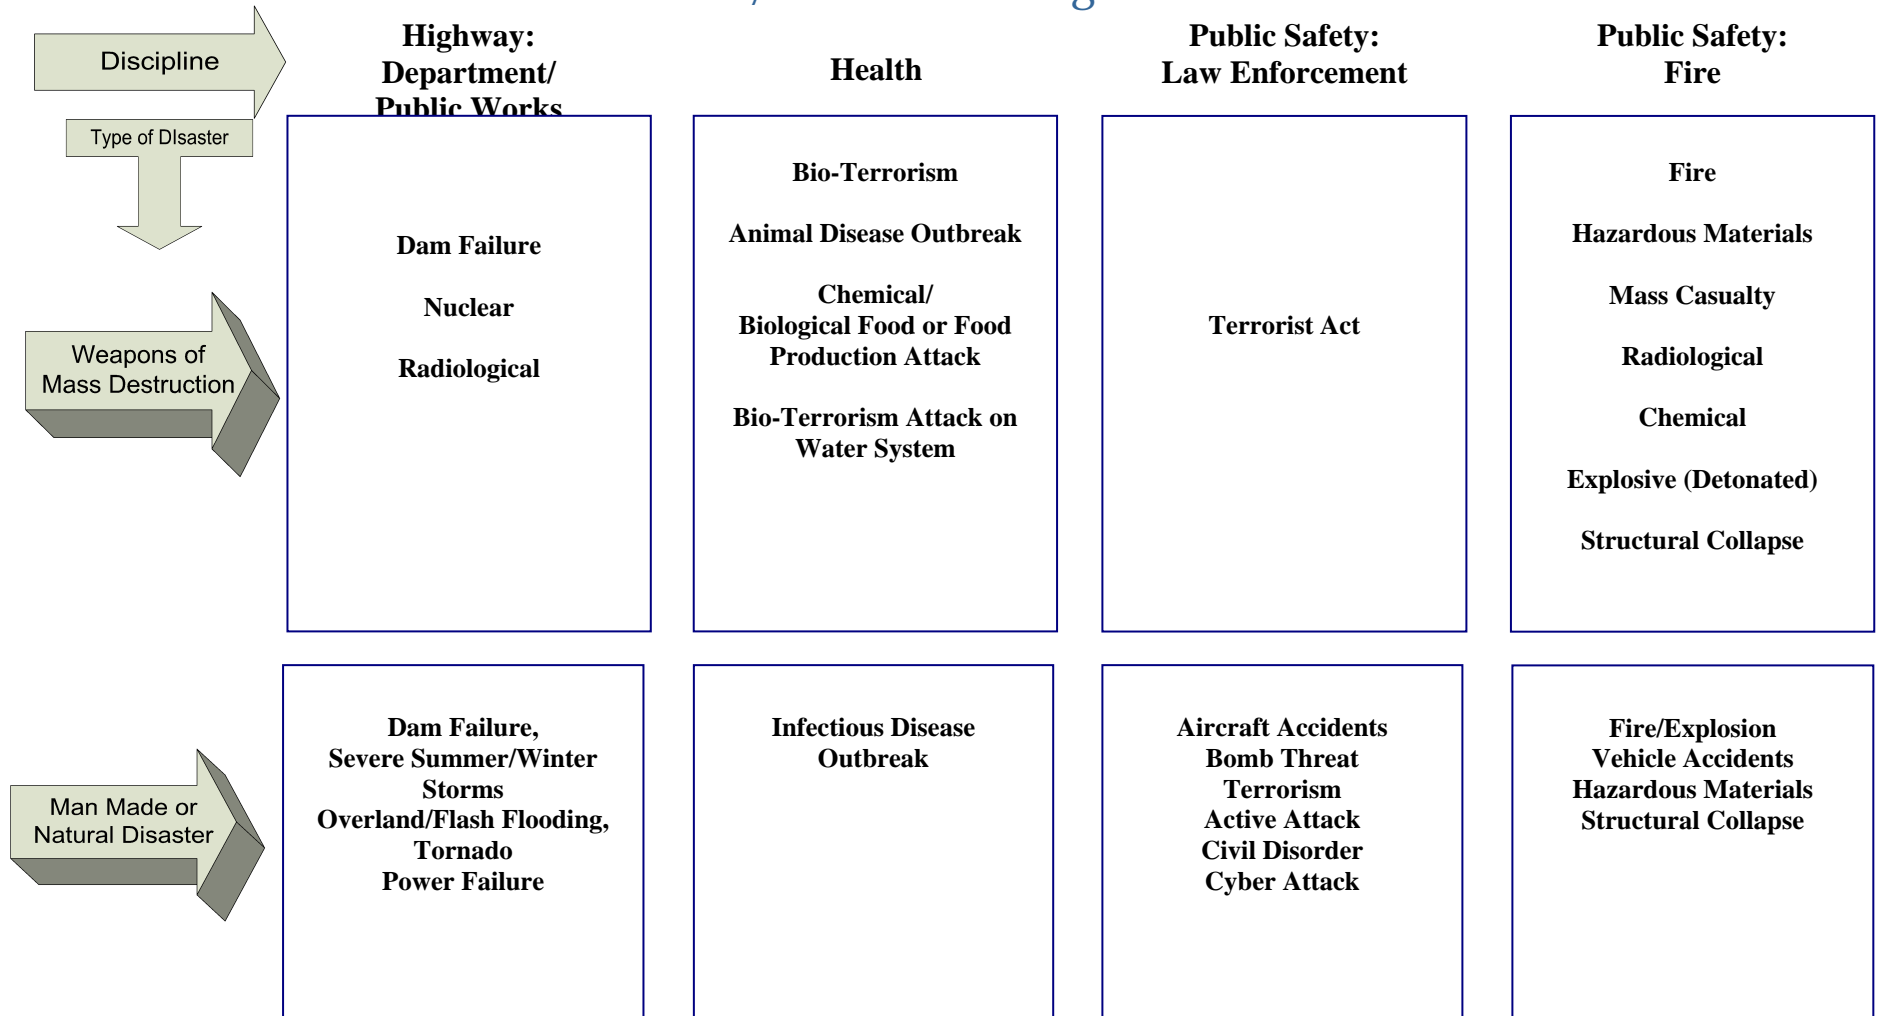 Discipline
Highway:
Department/
Public Works
Health
Public Safety:
Law Enforcement
Public Safety:
Fire
Type of DIsaster
Weapons of
Mass Destruction
Dam Failure
Nuclear
Radiological
Bio-Terrorism
Animal Disease Outbreak
Chemical/
Biological Food or Food
Production Attack
Bio-Terrorism Attack on
Water System
Terrorist Act
Fire
Hazardous Materials
Mass Casualty
Radiological
Chemical
Explosive (Detonated)
Structural Collapse
Man Made or
Natural Disaster
Dam Failure,
Severe Summer/Winter
Storms
Overland/Flash Flooding,
Tornado
Power Failure
Infectious Disease
Outbreak
Aircraft Accidents
Bomb Threat
Terrorism
Active Attack
Civil Disorder
Cyber Attack
Fire/Explosion
Vehicle Accidents
Hazardous Materials
Structural Collapse